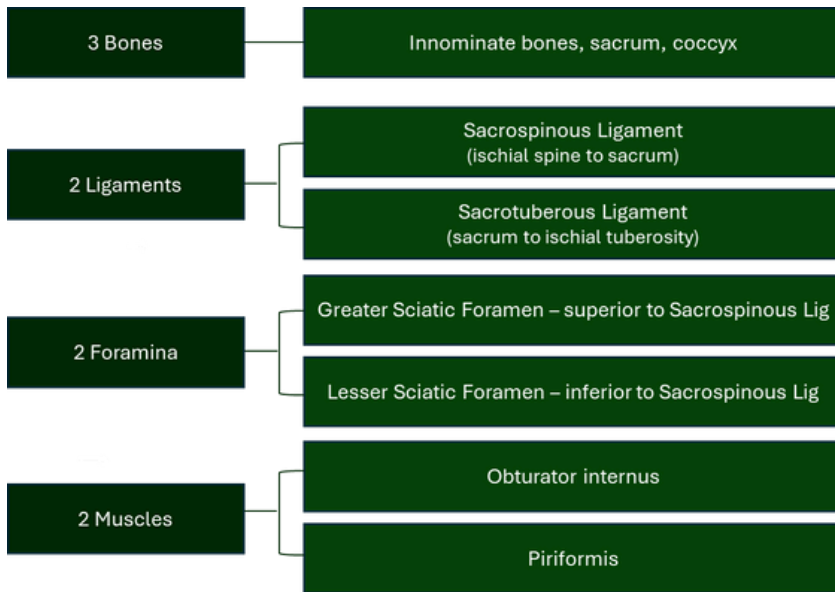 3 Bones
Innominate bones, sacrum, coccyx
2 Ligaments
Sacrospinous Ligament
(ischial spine to sacrum)
Sacrotuberous Ligament
(sacrum to ischial tuberosity)
2 Foramina
Greater Sciatic Foramen – superior to Sacrospinous Lig
Lesser Sciatic Foramen – inferior to Sacrospinous Lig
2 Muscles
Obturator internus
Piriformis